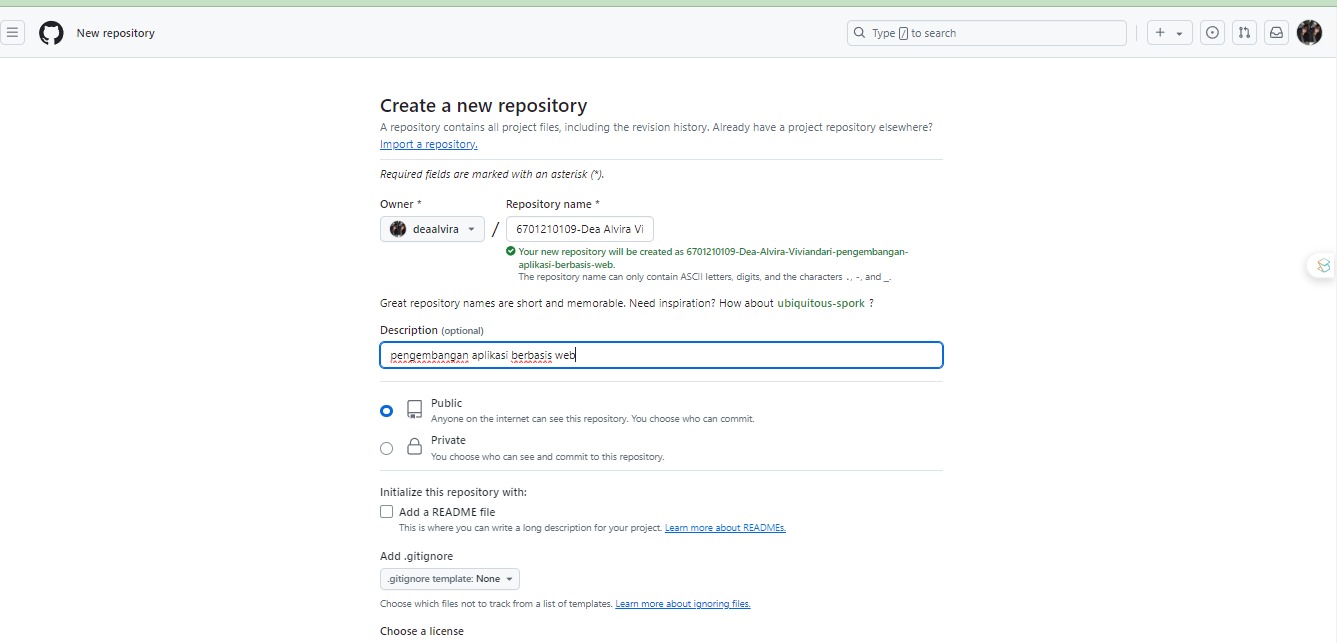 New repository
Type / to search
Create a new repository
A repository contains all project files, including the revision history. Already have a project repository elsewhere?
Import a repository.
Required fields are marked with an asterisk (*).
Owner *
Repository name *
deaalvira
/
6701210109-Dea Alvira Vi
Your new repository will be created as 6701210109-Dea-Alvira-Viviandari-pengembangan-
aplikasi-berbasis-web.
The repository name can only contain ASCII letters, digits, and the characters ., -, and _.
Great repository names are short and memorable. Need inspiration? How about ubiquitous-spork ?
Description (optional)
pengembangan aplikasi berbasis web
Public
Anyone on the internet can see this repository. You choose who can commit.
Private
You choose who can see and commit to this repository.
Initialize this repository with:
Add a README file
This is where you can write a long description for your project. Learn more about READMEs.
Add .gitignore
.gitignore template: None
Choose which files not to track from a list of templates. Learn more about ignoring files.
Choose a license